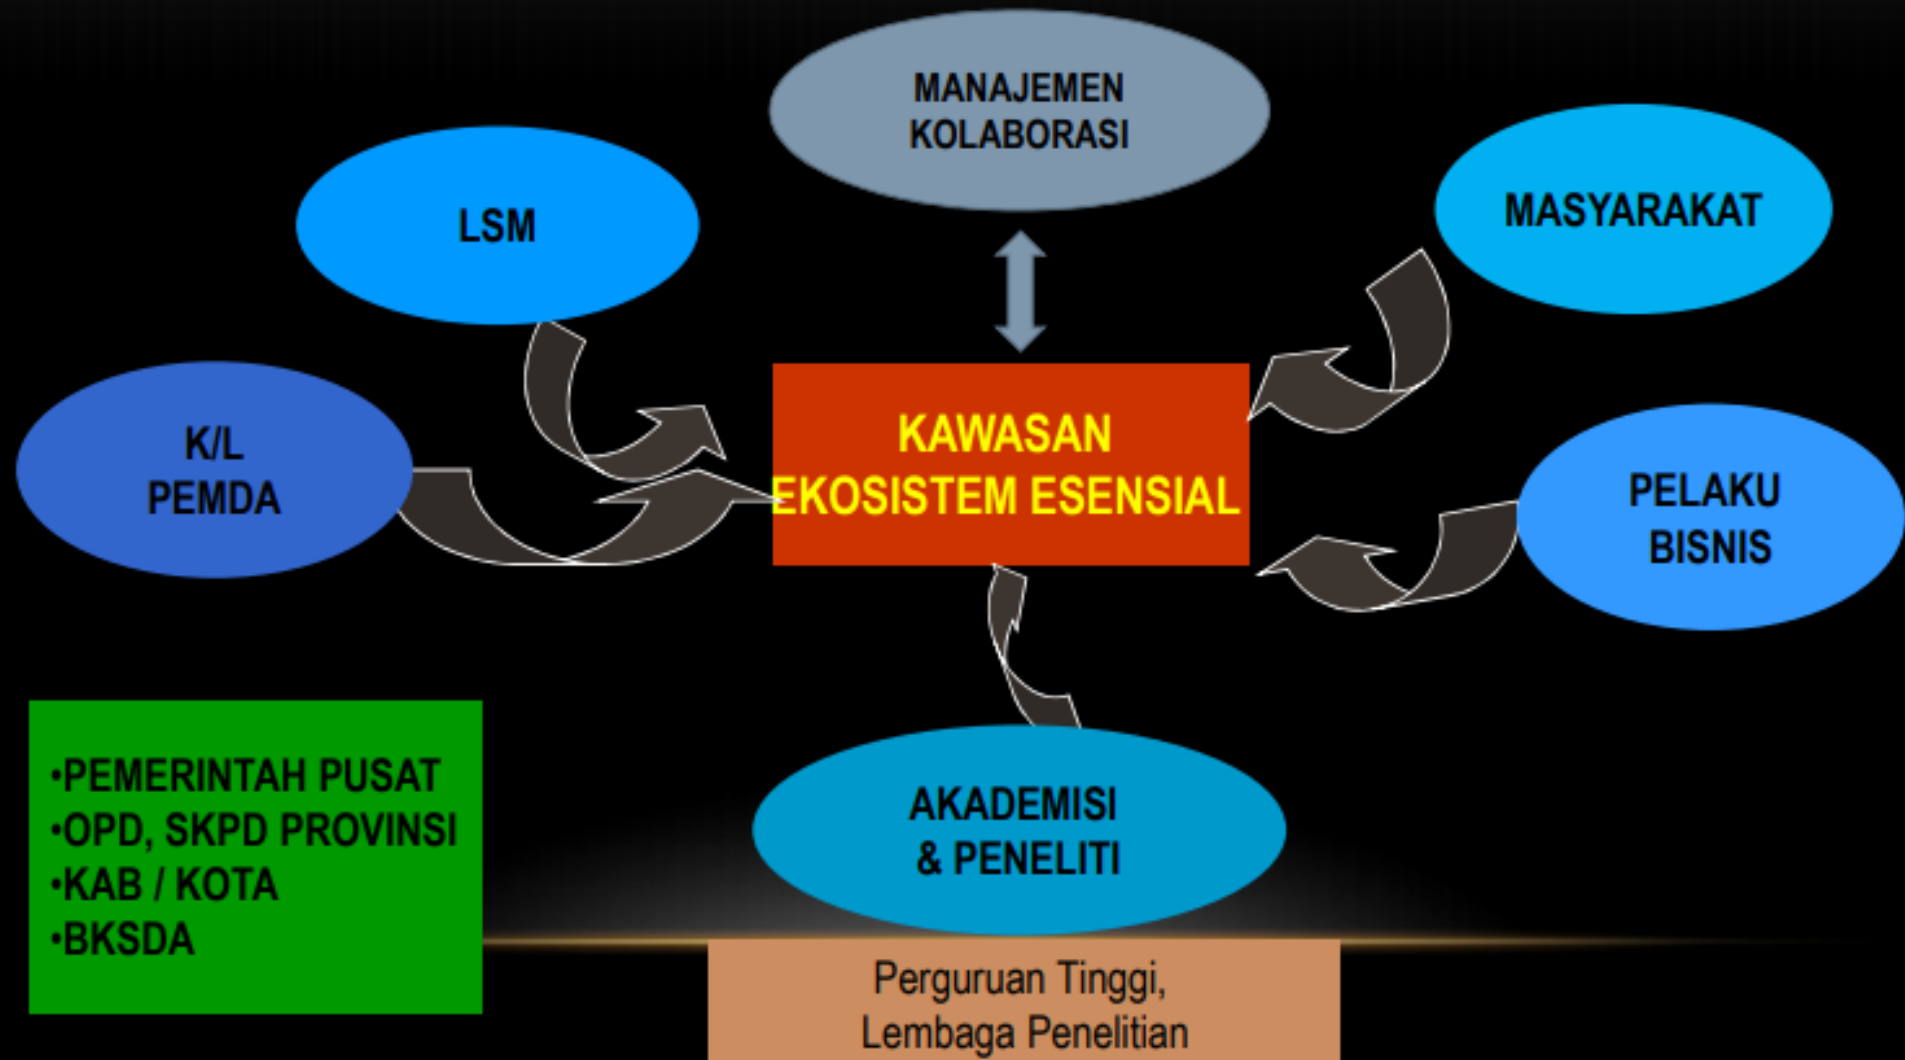 MANAJEMEN
KOLABORASI
LSM
MASYARAKAT
K/L
PEMDA
KAWASAN
EKOSISTEM ESENSIAL
PELAKU
BISNIS
•PEMERINTAH PUSAT
•OPD, SKPD PROVINSI
•KAB / KOTA
•BKSDA
AKADEMISI
& PENELITI
Perguruan Tinggi,
Lembaga Penelitian